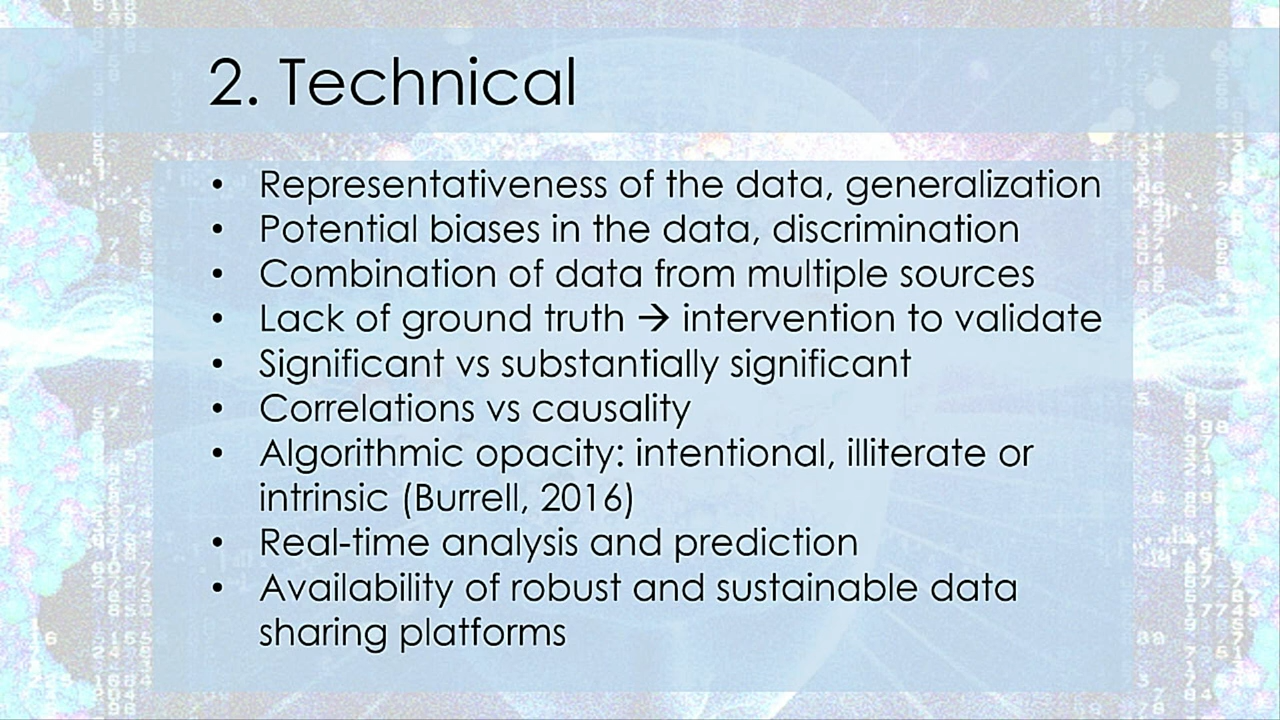 2. Technical
• Representativeness of the data, generalization
• Potential biases in the data, discrimination
• Combination of data from multiple sources
• Lack of ground truth → intervention to validate
• Significant vs substantially significant
• Correlations vs causality
• Algorithmic opacity: intentional, illiterate or
intrinsic (Burrell, 2016)
• Real-time analysis and prediction
• Availability of robust and sustainable data
sharing platforms